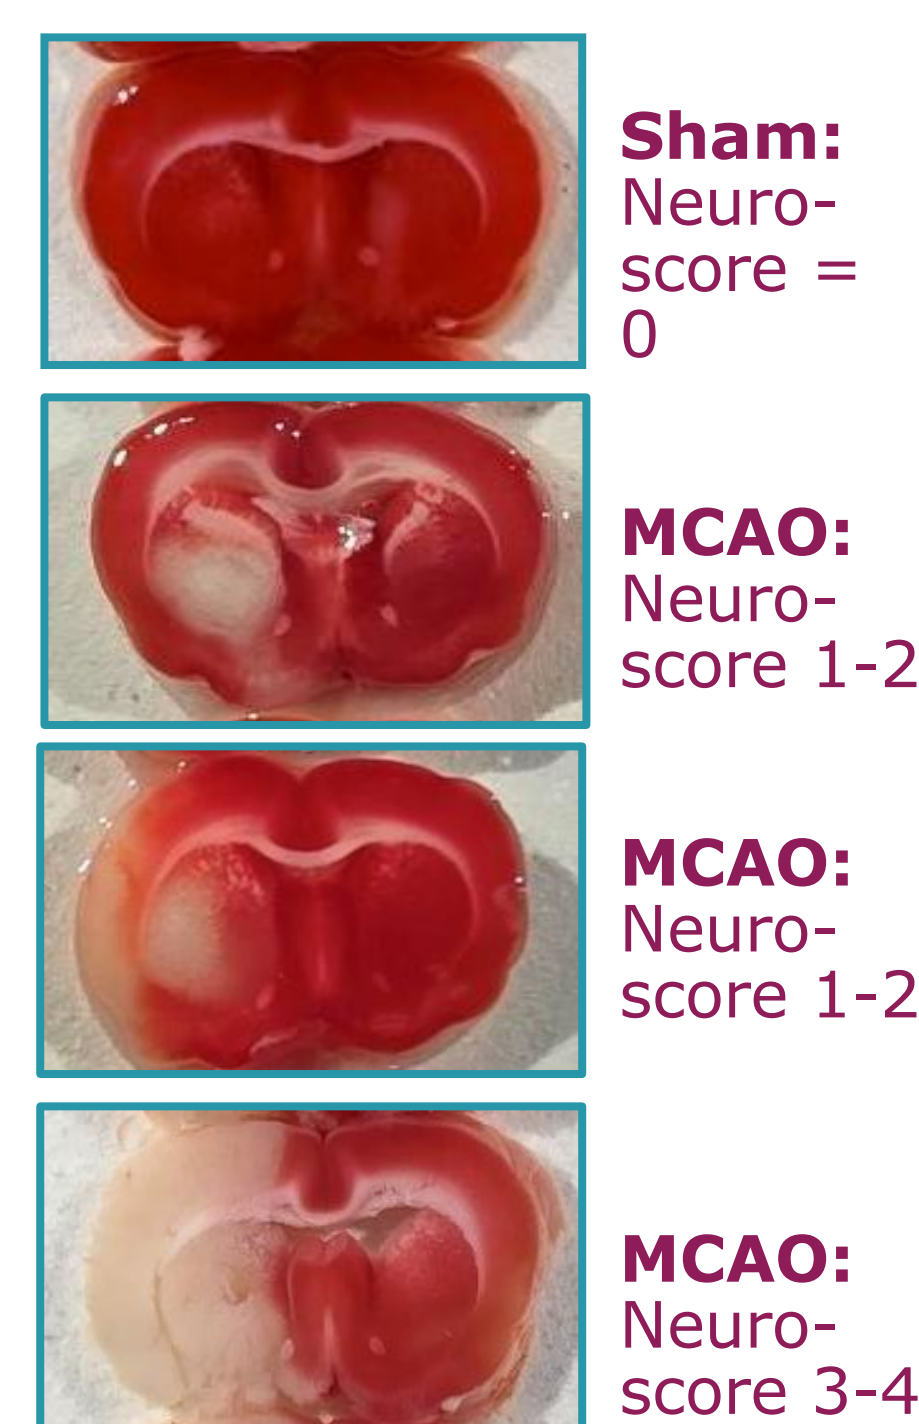 Sham:
Neuro-
score =
0
MCAO:
Neuro-
score 1-2
MCAO:
Neuro-
score 1-2
MCAO:
Neuro-
score 3-4